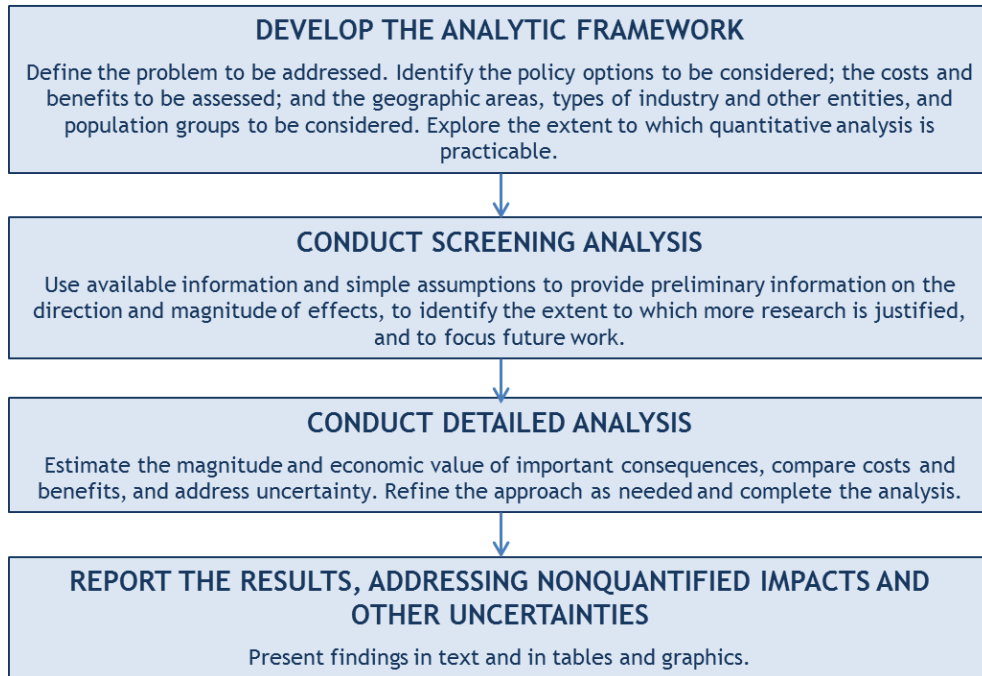 DEVELOP THE ANALYTIC FRAMEWORK
Define the problem to be addressed. Identify the policy options to be considered; the costs and
benefits to be assessed; and the geographic areas, types of industry and other entities, and
population groups to be considered. Explore the extent to which quantitative analysis is
practicable.
CONDUCT SCREENING ANALYSIS
Use available information and simple assumptions to provide preliminary information on the
direction and magnitude of effects, to identify the extent to which more research is justified,
and to focus future work.
CONDUCT DETAILED ANALYSIS
Estimate the magnitude and economic value of important consequences, compare costs and
benefits, and address uncertainty. Refine the approach as needed and complete the analysis.
REPORT THE RESULTS, ADDRESSING NONQUANTIFIED IMPACTS AND
OTHER UNCERTAINTIES
Present findings in text and in tables and graphics.